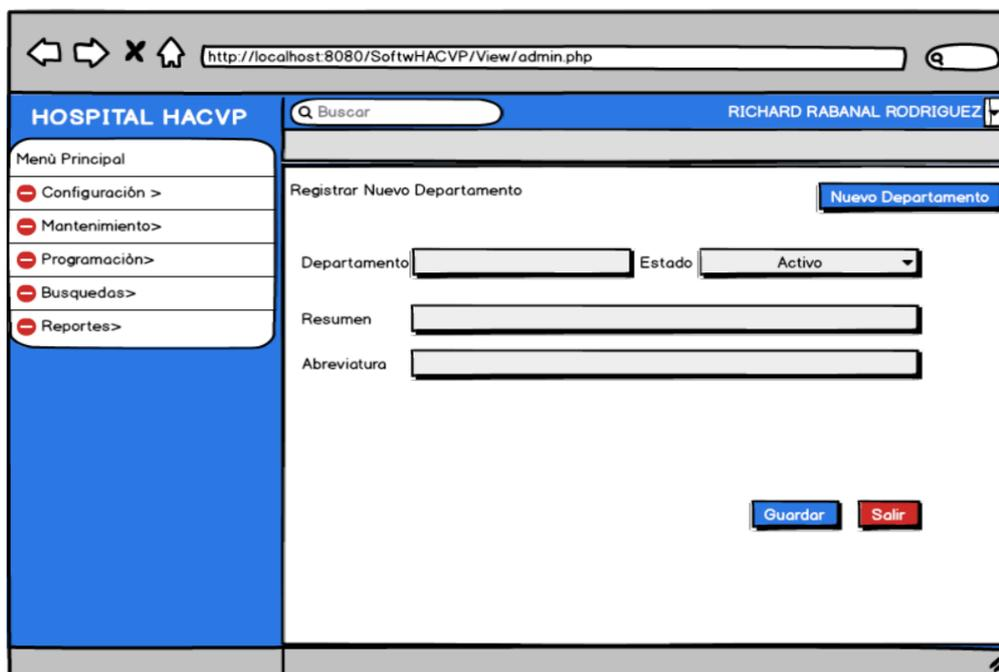 http://localhost:8080/SoftwHACVP/View/admin.php
HOSPITAL HACVP
Buscar
RICHARD RABANAL RODRIGUEZ
Menù Principal
Configuración >
Mantenimiento>
Programaciòn>
Busquedas>
Reportes>
Registrar Nuevo Departamento
Nuevo Departamento
Departamento
Estado
Activo
Resumen
Abreviatura
Guardar
Salir